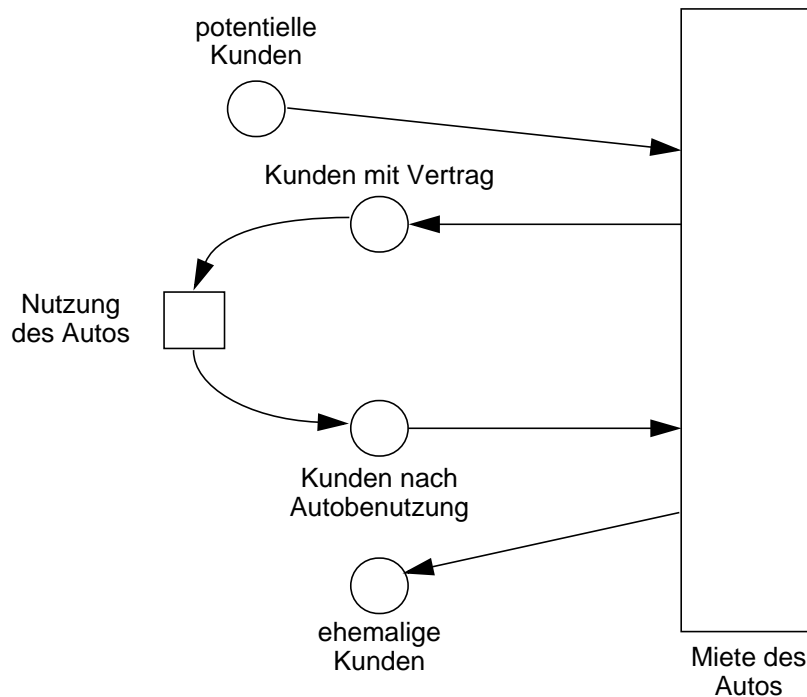 potentielle
Kunden
Kunden mit Vertrag
Nutzung
des Autos
Kunden nach
Autobenutzung
ehemalige
Kunden
Miete des
Autos